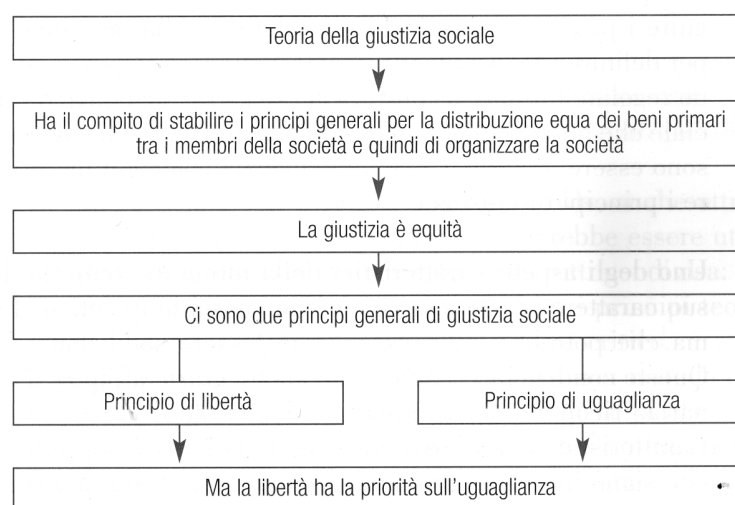 Teoria della giustizia sociale
Ha il compito di stabilire i principi generali per la distribuzione equa dei beni primari
tra i membri della società e quindi di organizzare la società
La giustizia è equità
Ci sono due principi generali di giustizia sociale
Principio di libertà
Principio di uguaglianza
Ma la libertà ha la priorità sull'uguaglianza